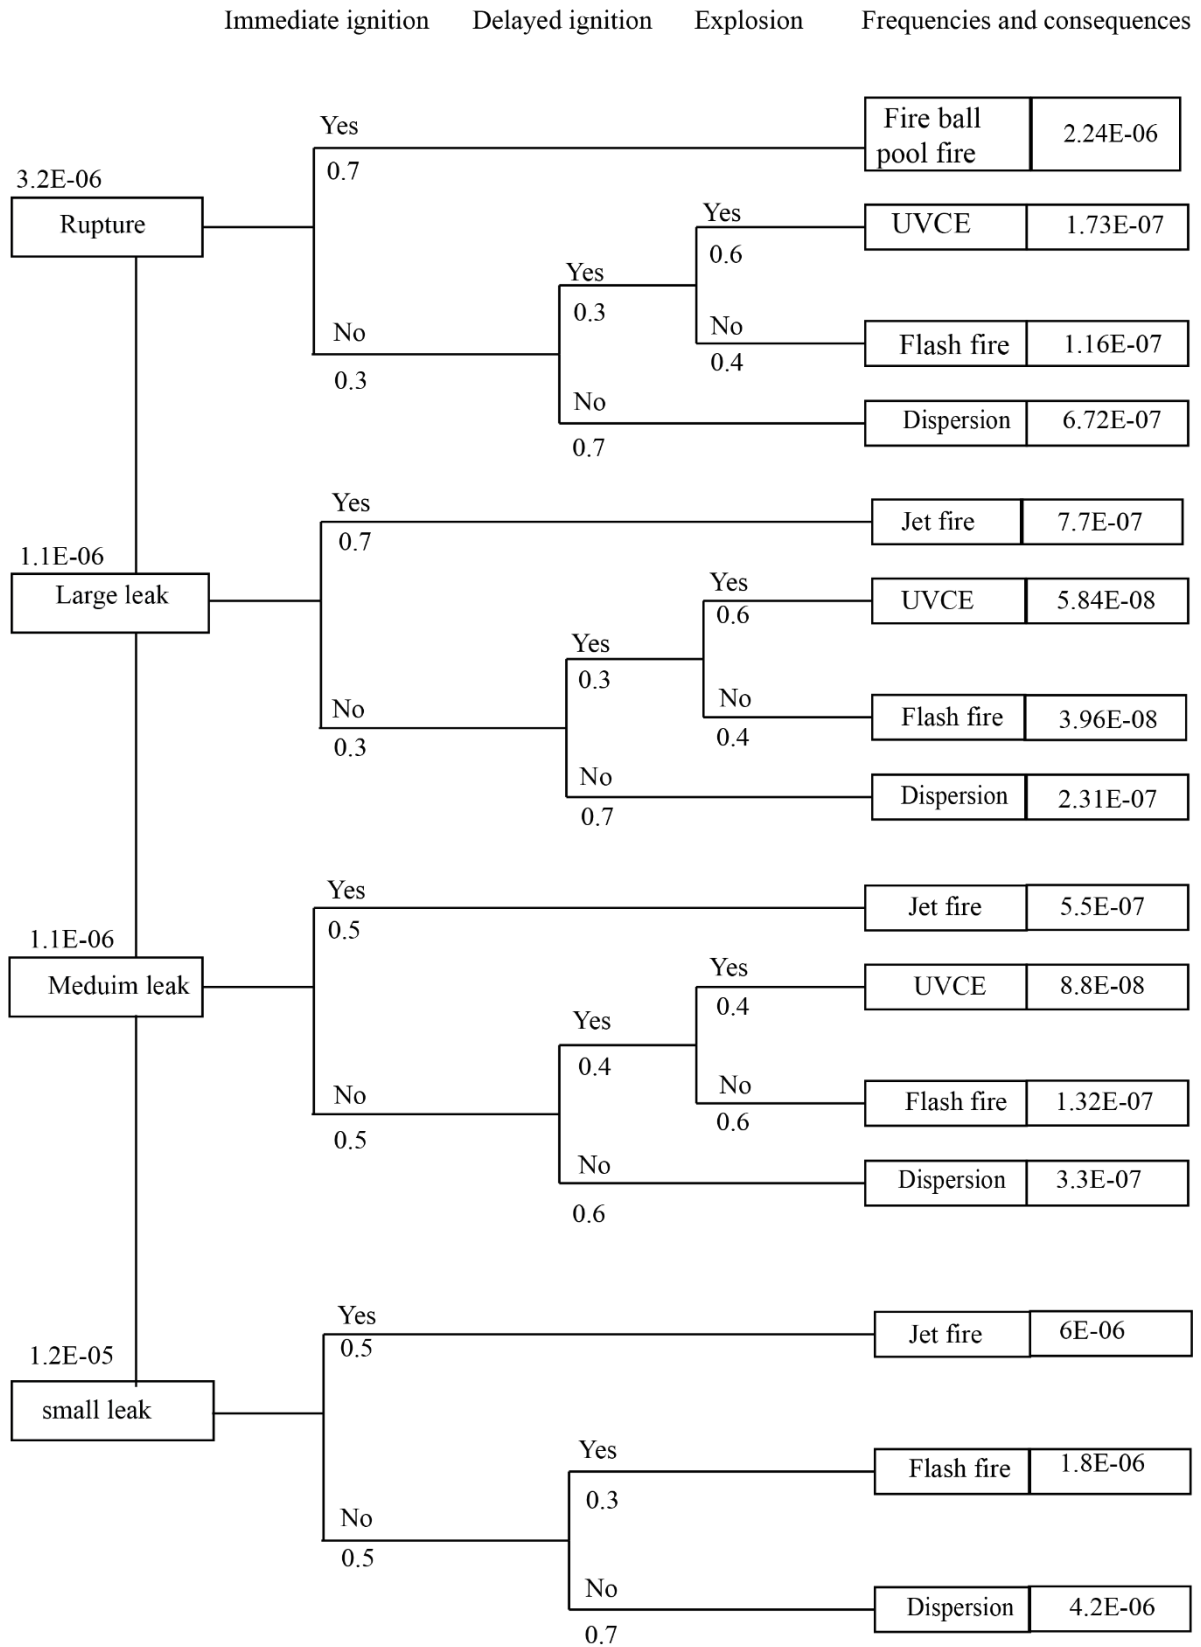 Immediate ignition Delayed ignition Explosion Frequencies and consequences
Yes
0.7
Fire ball
pool fire
2.24E-06
3.2E-06
Rupture
Yes
0.6
UVCE
1.73E-07
Yes
0.3
No
0.4
Flash fire
1.16E-07
No
0.3
No
0.7
Dispersion
6.72E-07
Yes
0.7
Jet fire
7.7E-07
1.1E-06
Large leak
Yes
0.6
UVCE
5.84E-08
Yes
0.3
No
0.4
Flash fire
3.96E-08
No
0.3
No
0.7
Dispersion
2.31E-07
Yes
0.5
Jet fire
5.5E-07
1.1E-06
Meduim leak
Yes
0.4
UVCE
8.8E-08
Yes
0.4
No
0.6
Flash fire
1.32E-07
No
0.5
No
0.6
Dispersion
3.3E-07
Yes
0.5
Jet fire
6E-06
1.2E-05
small leak
Yes
0.3
Flash fire
1.8E-06
No
0.5
No
0.7
Dispersion
4.2E-06